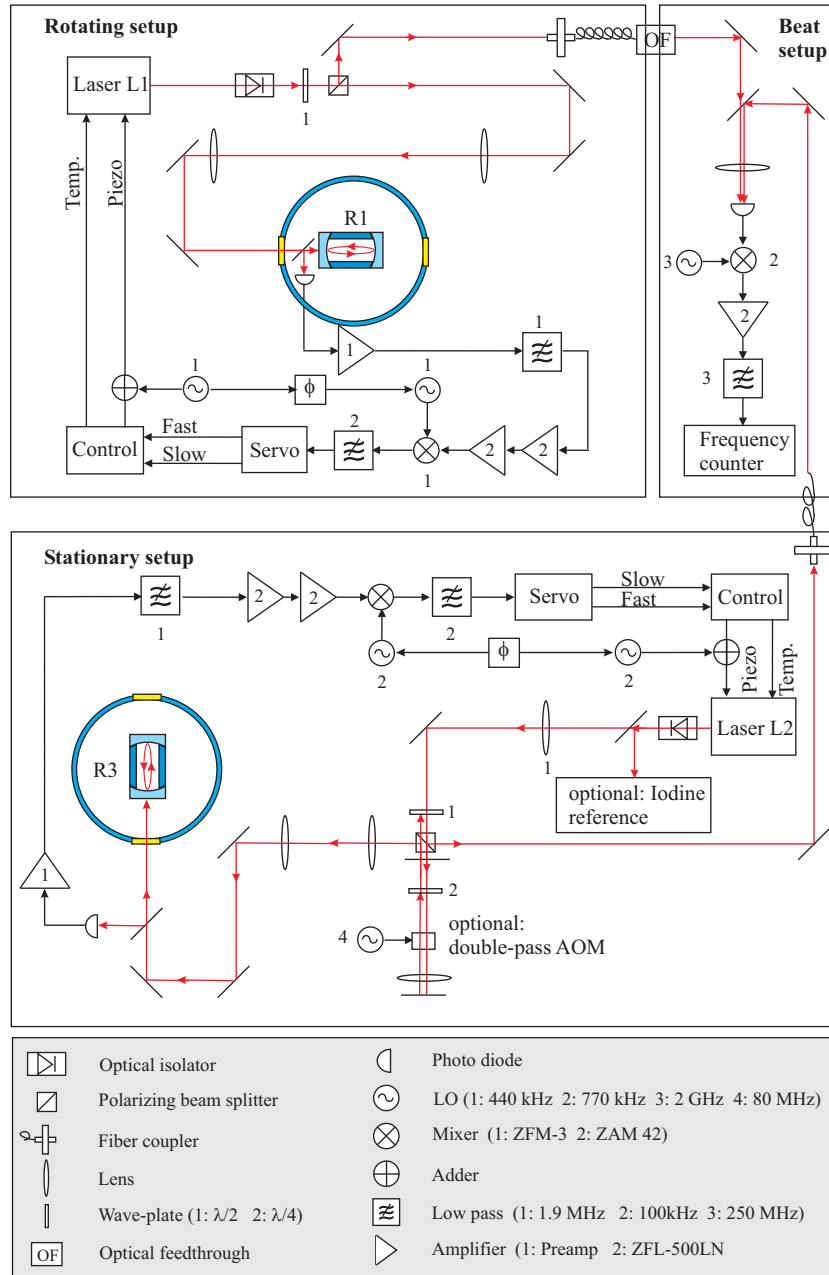 Rotating setup
Beat
setup
Laser L1
1
OF
Temp.
Piezo
R1
3
2
1
1
2
1
1
ϕ
3
Fast
2
Control
Servo
Slow
2
2
1
Frequency
counter
Stationary setup
1
2
2
2
Servo
Slow
Fast
Control
2
ϕ
2
Piezo
Temp.
Laser L2
R3
1
optional: Iodine
reference
1
1
2
4
optional:
double-pass AOM
Optical isolator
Photo diode
Polarizing beam splitter
LO (1: 440 kHz 2: 770 kHz 3: 2 GHz 4: 80 MHz)
Fiber coupler
Mixer (1: ZFM-3 2: ZAM 42)
Lens
Adder
Wave-plate (1: λ/2 2: λ/4)
Low pass (1: 1.9 MHz 2: 100kHz 3: 250 MHz)
OF
Optical feedthrough
Amplifier (1: Preamp 2: ZFL-500LN